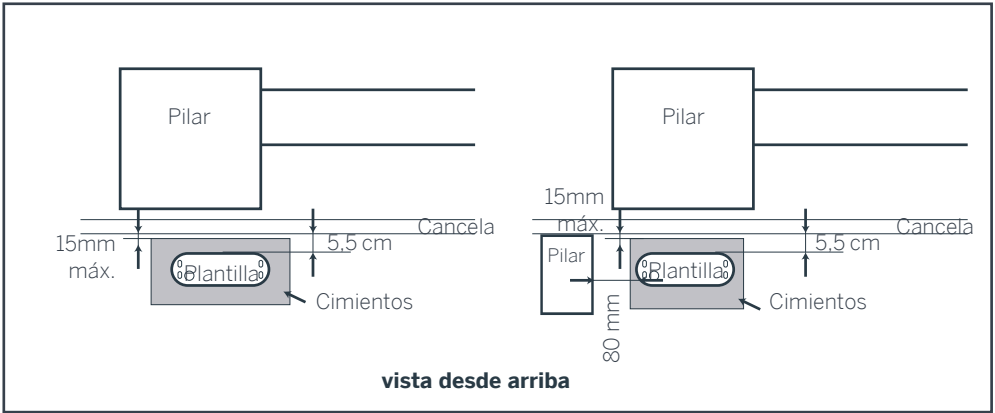 Pilar
Cancela
15mm
máx.
5,5 cm
Plantilla
Cimientos
Pilar
15mm
máx.
Cancela
Pilar
5,5 cm
Plantilla
Cimientos
80 mm
vista desde arriba